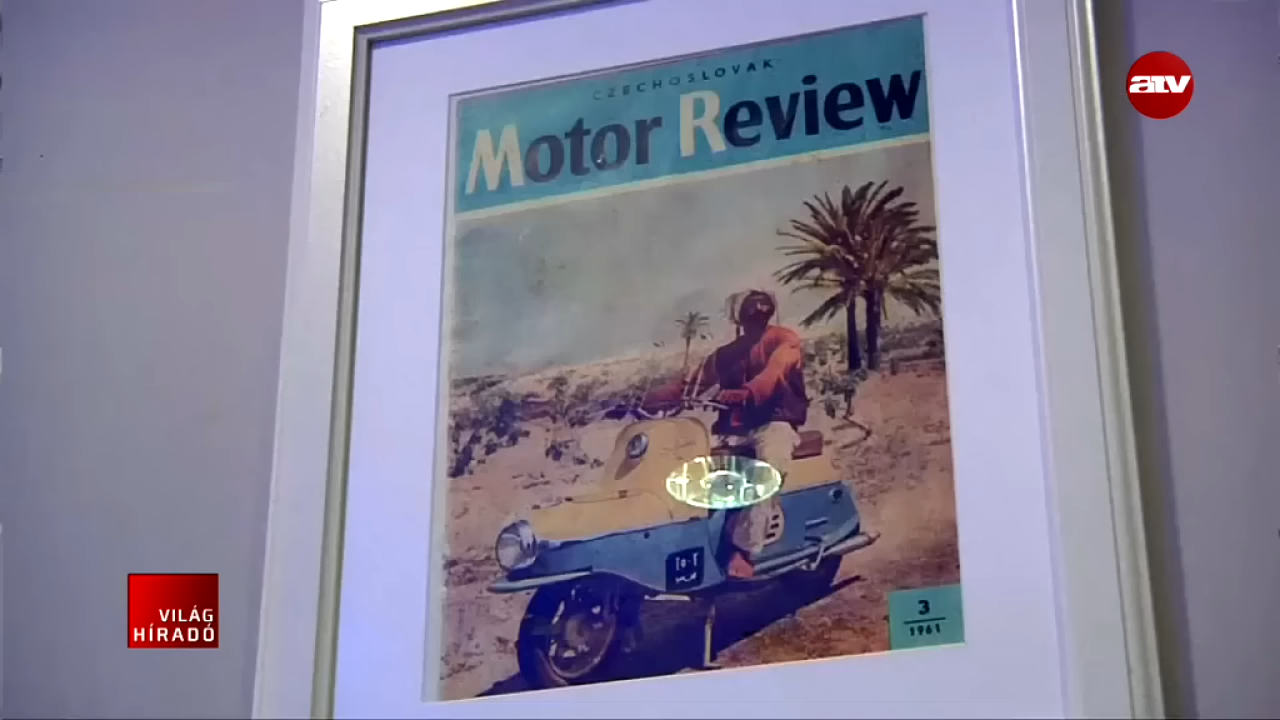 CZECHOSLOVAK
Motor Review
atv
VILÁG
HÍRADÓ
3
1961